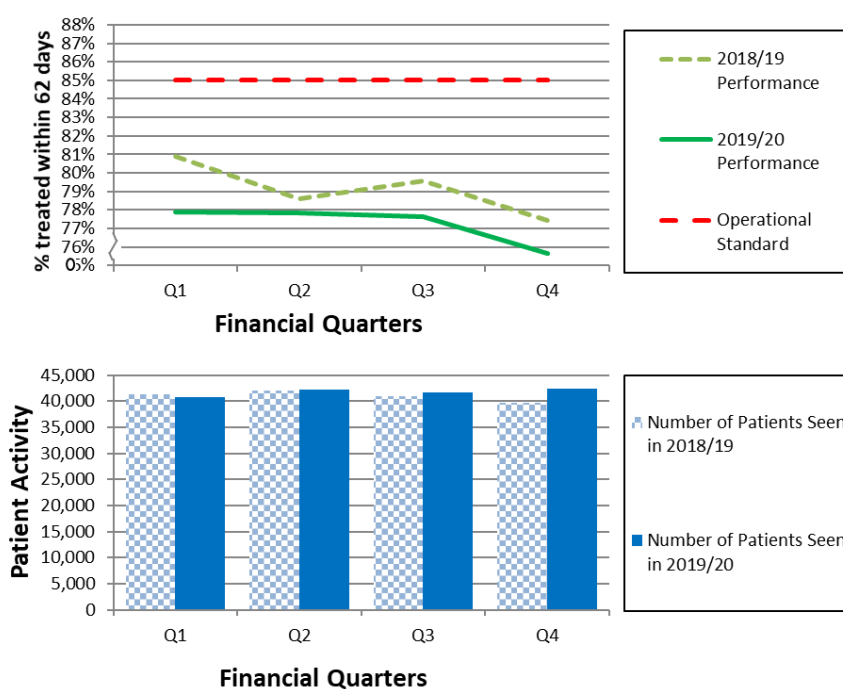 88%
87%
86%
85%
84%
83%
82%
81%
80%
79%
78%
77%
76%
0%
% treated within 62 days
Q1 Q2 Q3 Q4
Financial Quarters
2018/19
Performance
2019/20
Performance
Operational
Standard
45,000
40,000
35,000
30,000
25,000
20,000
15,000
10,000
5,000
0
Patient Activity
Q1 Q2 Q3 Q4
Financial Quarters
Number of Patients Seen
in 2018/19
Number of Patients Seen
in 2019/20